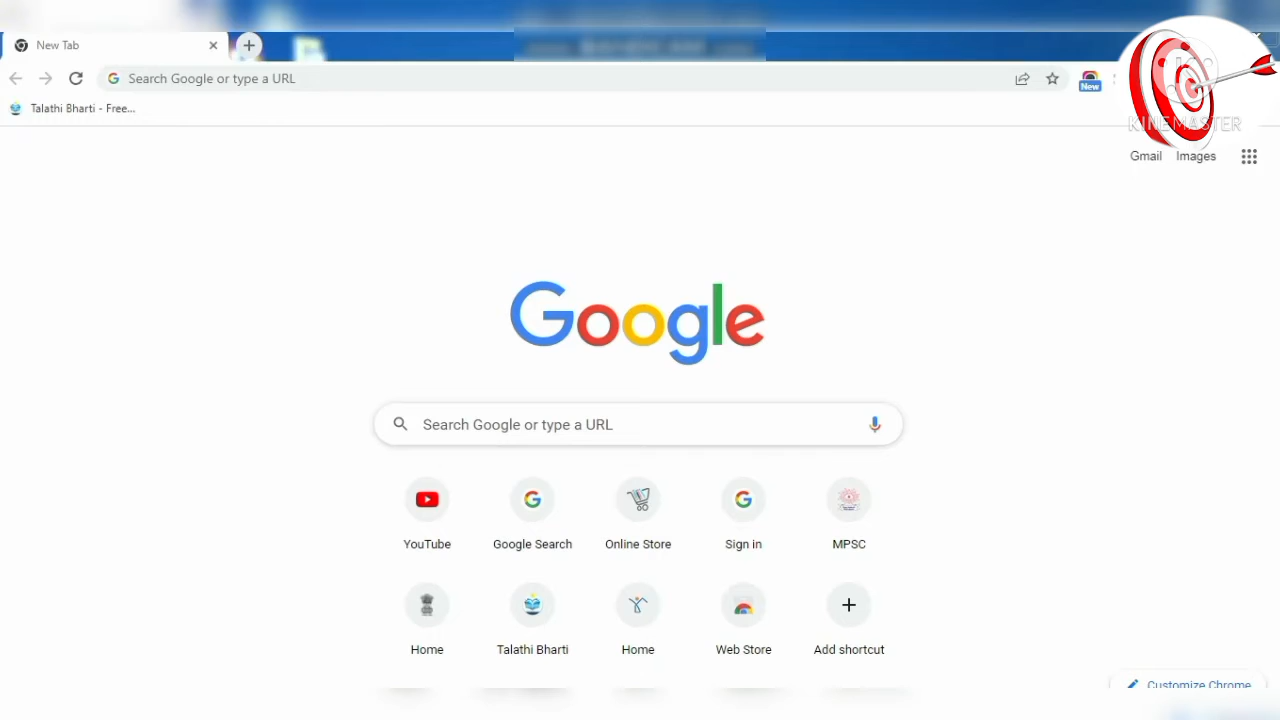 New Tab
Search Google or type a URL
New
Talathi Bharti - Free...
KINEMASTER
Gmail Images
Google
Search Google or type a URL
YouTube Google Search Online Store Sign in MPSC
Home Talathi Bharti Home Web Store Add shortcut
Customize Chrome